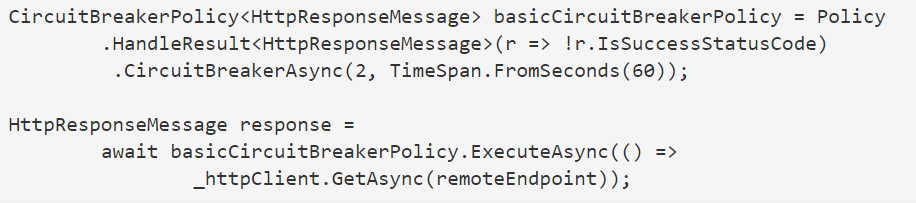 CircuitBreakerPolicy<HttpResponseMessage> basicCircuitBreakerPolicy = Policy
.HandleResult<HttpResponseMessage>(r => !r.IsSuccessStatusCode)
.CircuitBreakerAsync(2, TimeSpan.FromSeconds(60));
HttpResponseMessage response =
await basicCircuitBreakerPolicy.ExecuteAsync(() =>
_httpClient.GetAsync(remoteEndpoint));